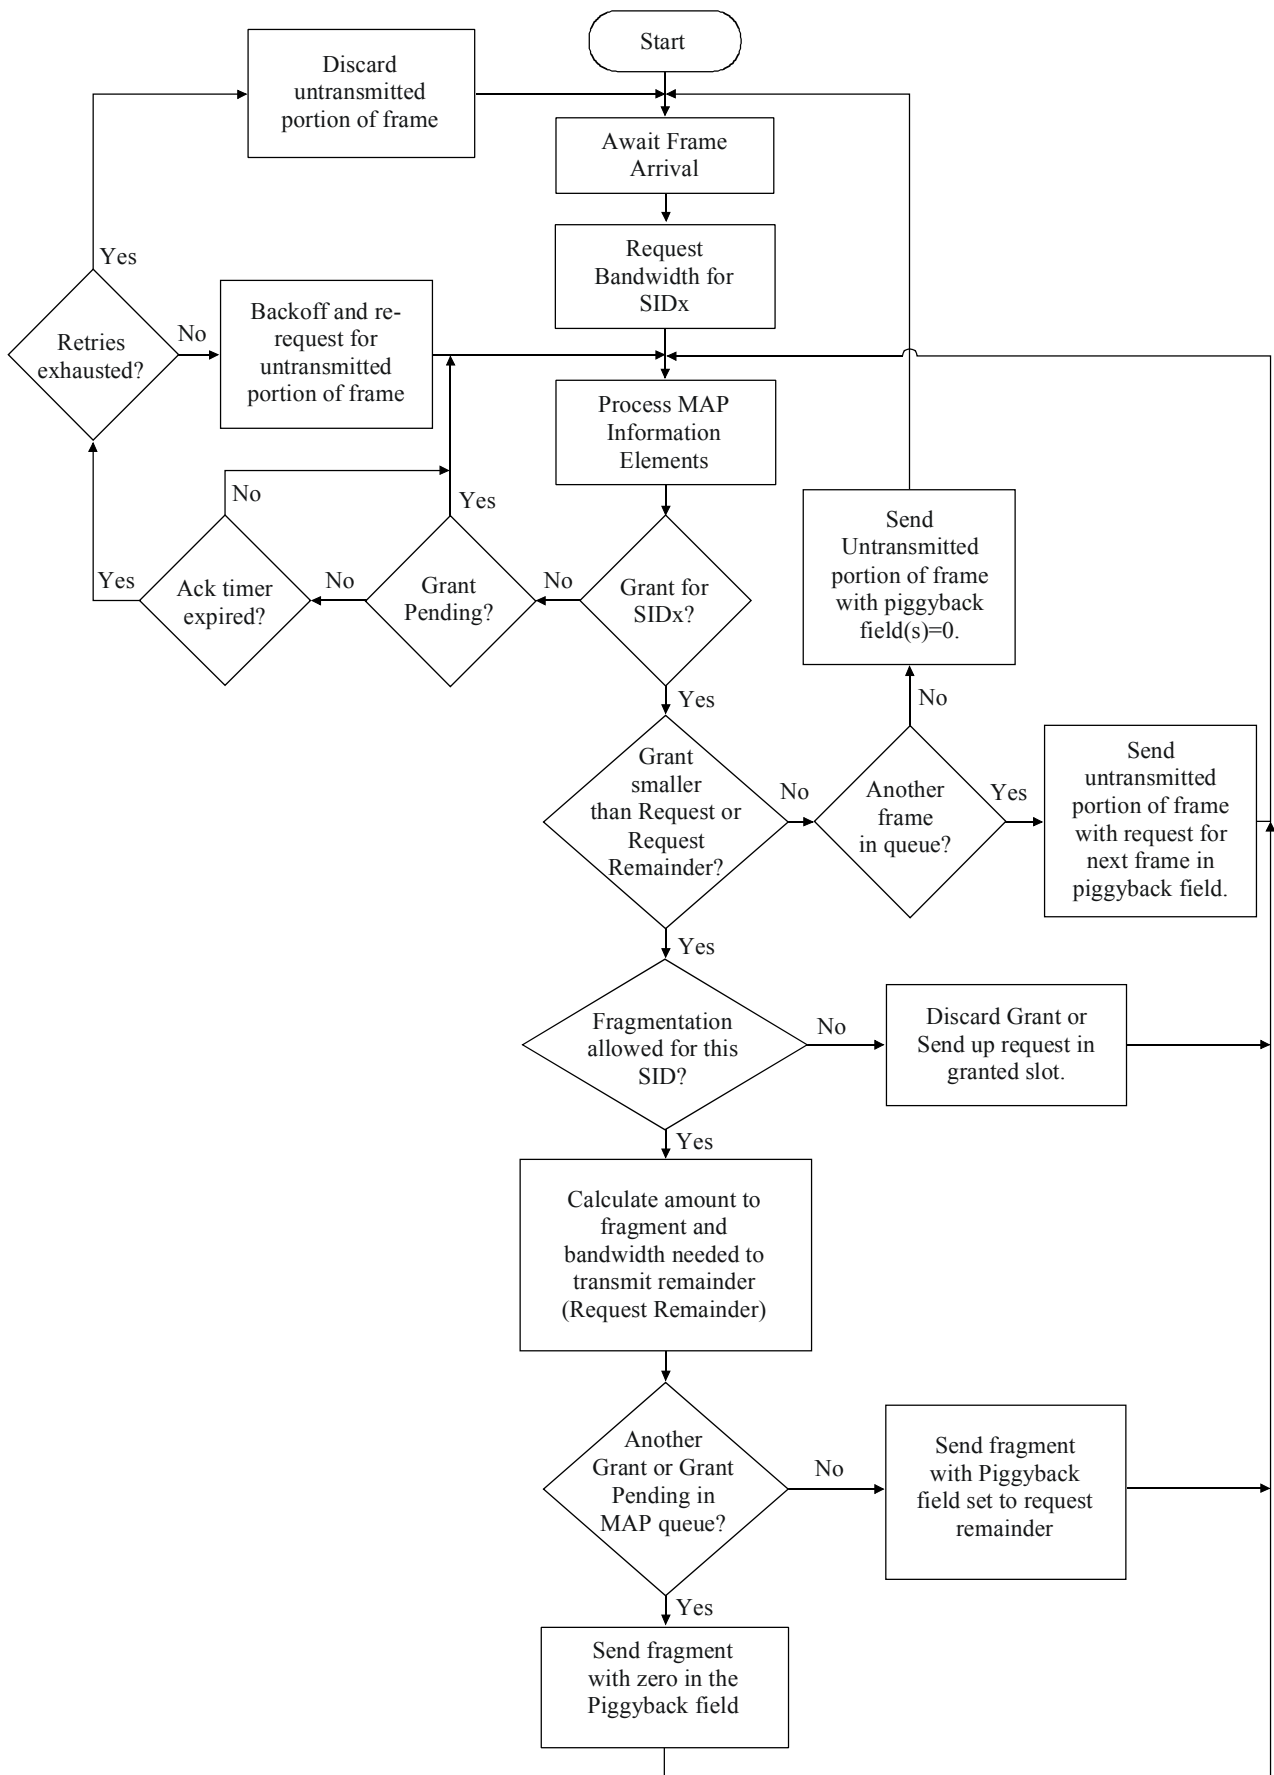 Start
Discard
untransmitted
portion of frame
Await Frame
Arrival
Request
Bandwidth for
SIDx
Yes
Retries
exhausted?
No
Backoff and re-
request for
untransmitted
portion of frame
Process MAP
Information
Elements
No
Yes
Send
Untransmitted
portion of frame
with piggyback
field(s)=0.
Yes
Ack timer
expired?
No
Grant
Pending?
No
Grant for
SIDx?
Yes
No
Grant
smaller
than Request or
Request
Remainder?
No
Another
frame
in queue?
Yes
Send
untransmitted
portion of frame
with request for
next frame in
piggyback field.
Yes
Fragmentation
allowed for this
SID?
No
Discard Grant or
Send up request in
granted slot.
Yes
Calculate amount to
fragment and
bandwidth needed to
transmit remainder
(Request Remainder)
Another
Grant or Grant
Pending in
MAP queue?
No
Send fragment
with Piggyback
field set to request
remainder
Yes
Send fragment
with zero in the
Piggyback field